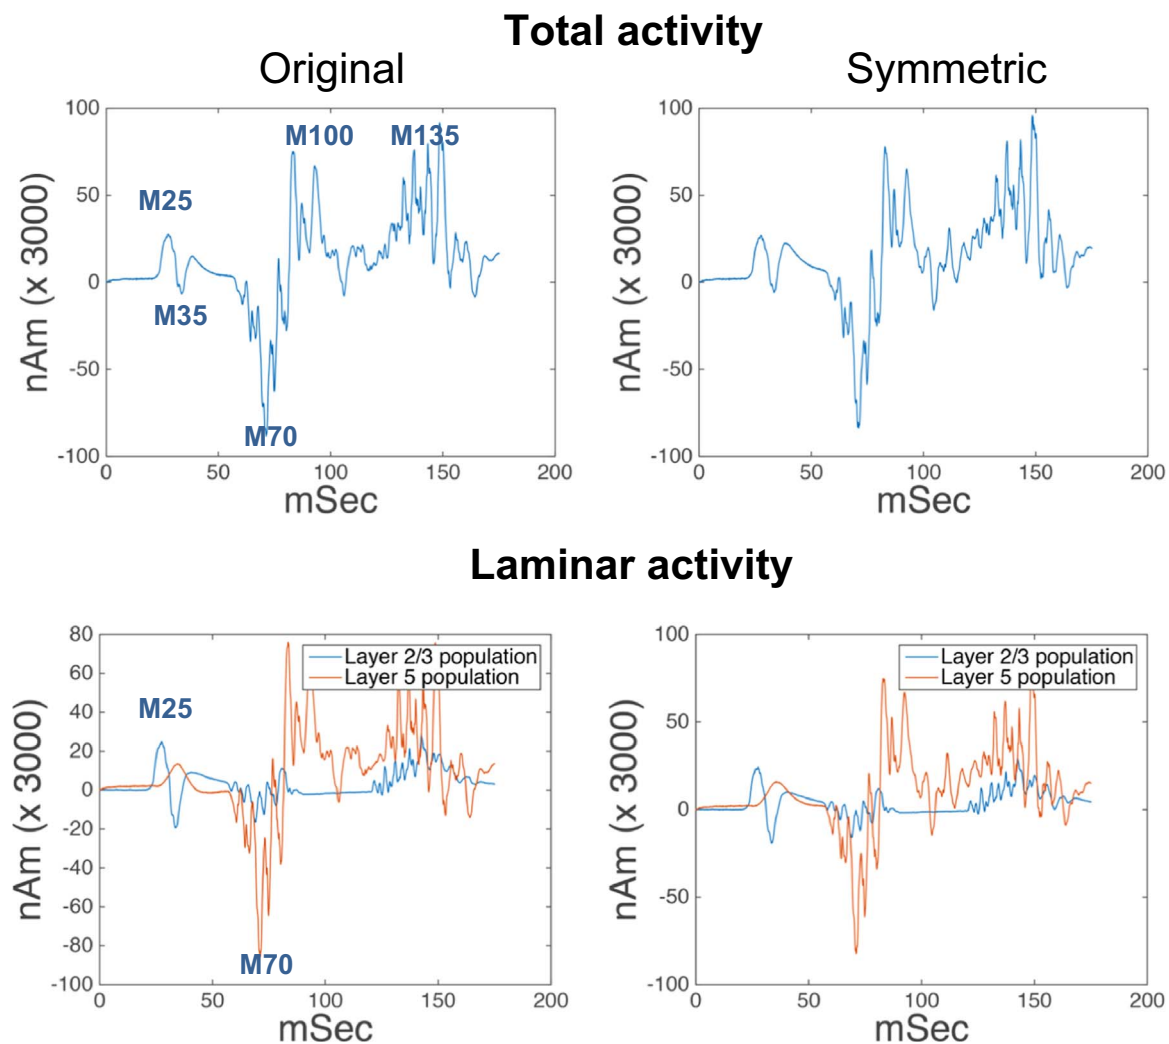 Total activity
Original
Symmetric
100
50
0
-50
-100
nAm (x 3000)
M25
M35
M70
M100
M135
0
50
100
150
200
mSec
100
50
0
-50
-100
nAm (x 3000)
0
50
100
150
200
mSec
Laminar activity
80
60
40
20
0
-20
-40
-60
-80
-100
nAm (x 3000)
Layer 2/3 population
Layer 5 population
M25
M70
0
50
100
150
200
mSec
100
50
0
-50
-100
nAm (x 3000)
Layer 2/3 population
Layer 5 population
0
50
100
150
200
mSec